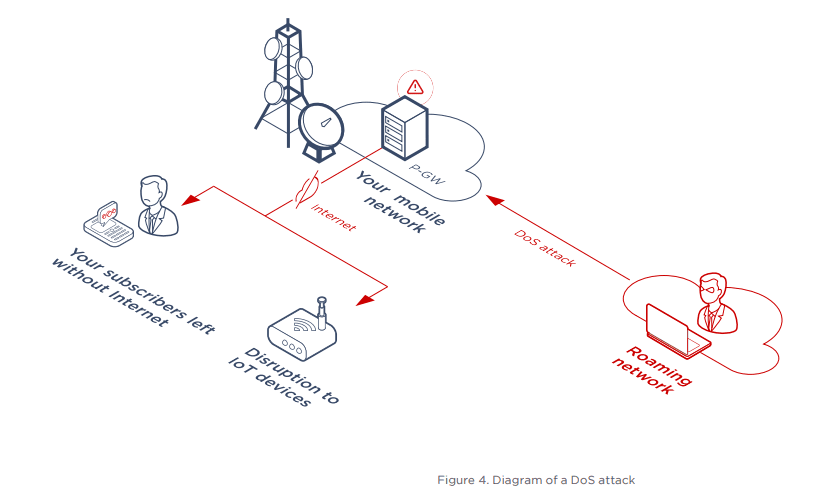 P-GW
Your mobile
network
Internet
DoS attack
Your subscribers left
without Internet
Disruption to
IoT devices
Roaming
network
Figure 4. Diagram of a DoS attack